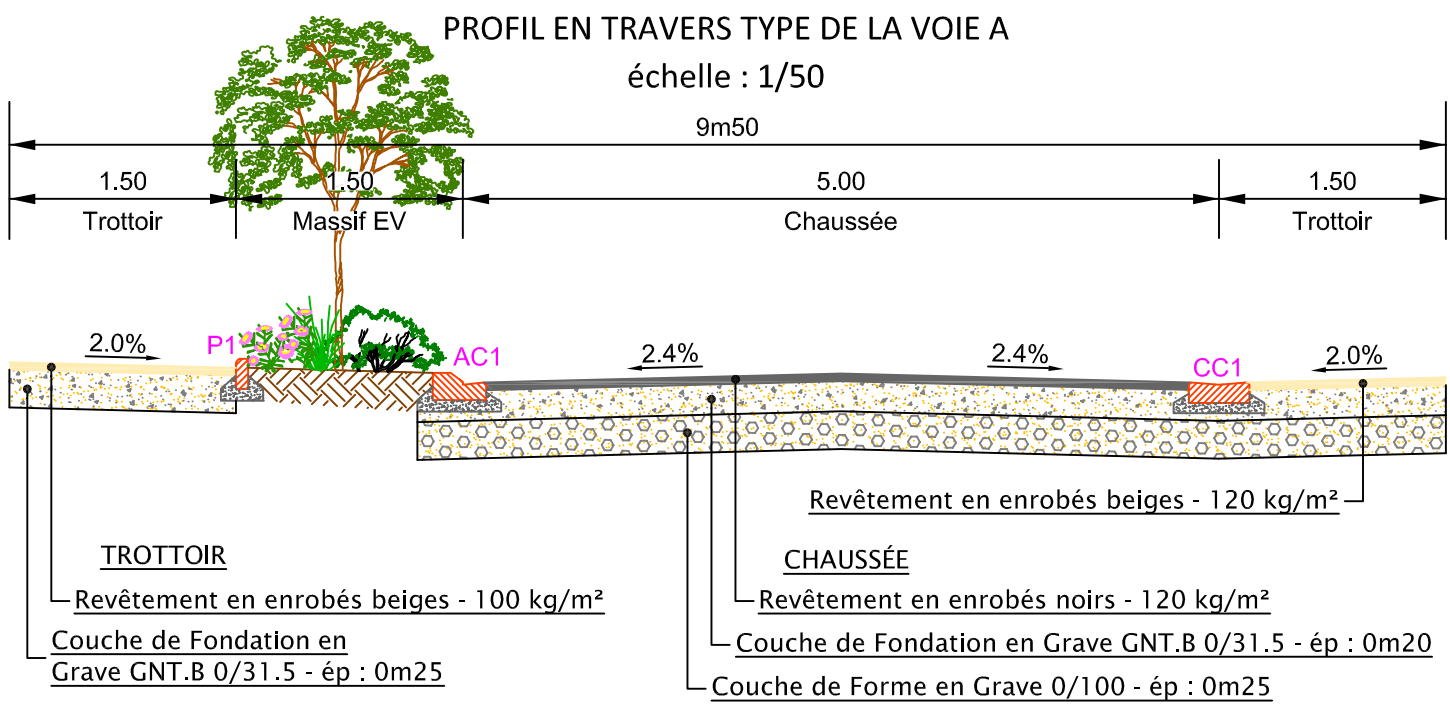 PROFIL EN TRAVERS TYPE DE LA VOIE A
échelle : 1/50
9m50
1.50
1.50
5.00
1.50
Trottoir
Massif EV
Chaussée
Trottoir
2.0%
P1
AC1
2.4%
2.4%
CC1
2.0%
Revêtement en enrobés beiges - 120 kg/m²
TROTTOIR
Revêtement en enrobés beiges - 100 kg/m²
Couche de Fondation en
Grave GNT.B 0/31.5 - ép : 0m25
CHAUSSÉE
Revêtement en enrobés noirs - 120 kg/m²
Couche de Fondation en Grave GNT.B 0/31.5 - ép : 0m20
Couche de Forme en Grave 0/100 - ép : 0m25